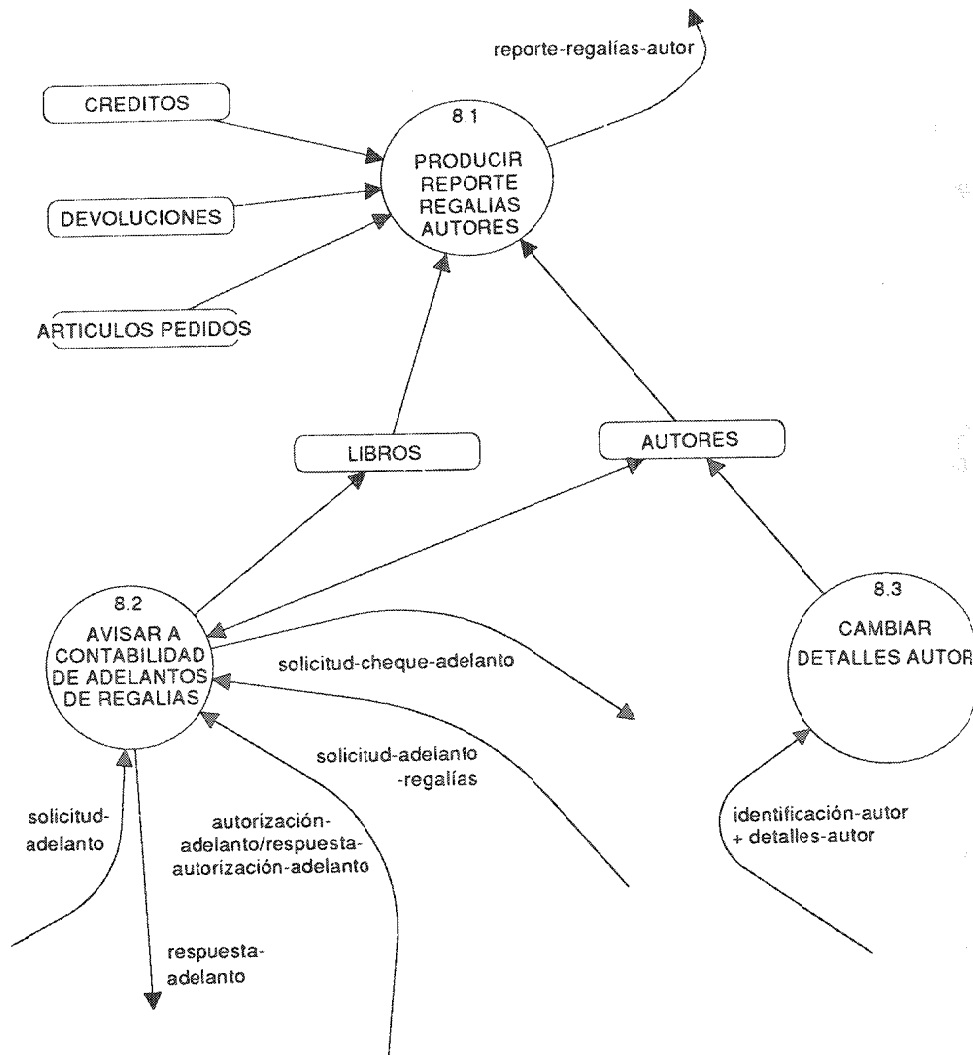 reporte-regalías-autor
CREDITOS
8.1
PRODUCIR
REPORTE
REGALIAS
AUTORES
DEVOLUCIONES
ARTICULOS PEDIDOS
LIBROS
AUTORES
8.2
AVISAR A
CONTABILIDAD
DE ADELANTOS
DE REGALIAS
8.3
CAMBIAR
DETALLES AUTOR
solicitud-cheque-adelanto
solicitud-adelanto
-regalías
solicitud-
adelanto
autorización-
adelanto/respuesta-
autorización-adelanto
identificación-autor
+ detalles-autor
respuesta-
adelanto